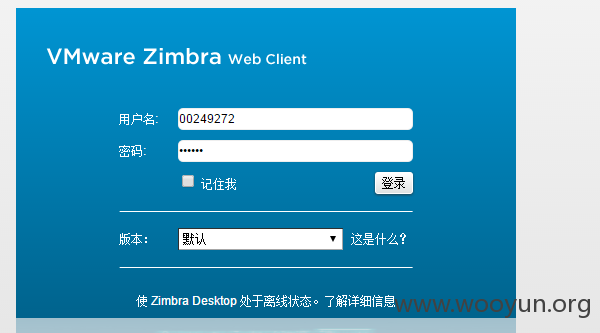 VMware Zimbra Web Client
用户名: 00249272
密码: ••••••
记住我 登录
版本： 默认 ▼ 这是什么？
使 Zimbra Desktop 处于离线状态。了解详细信息
www.wooyun.org